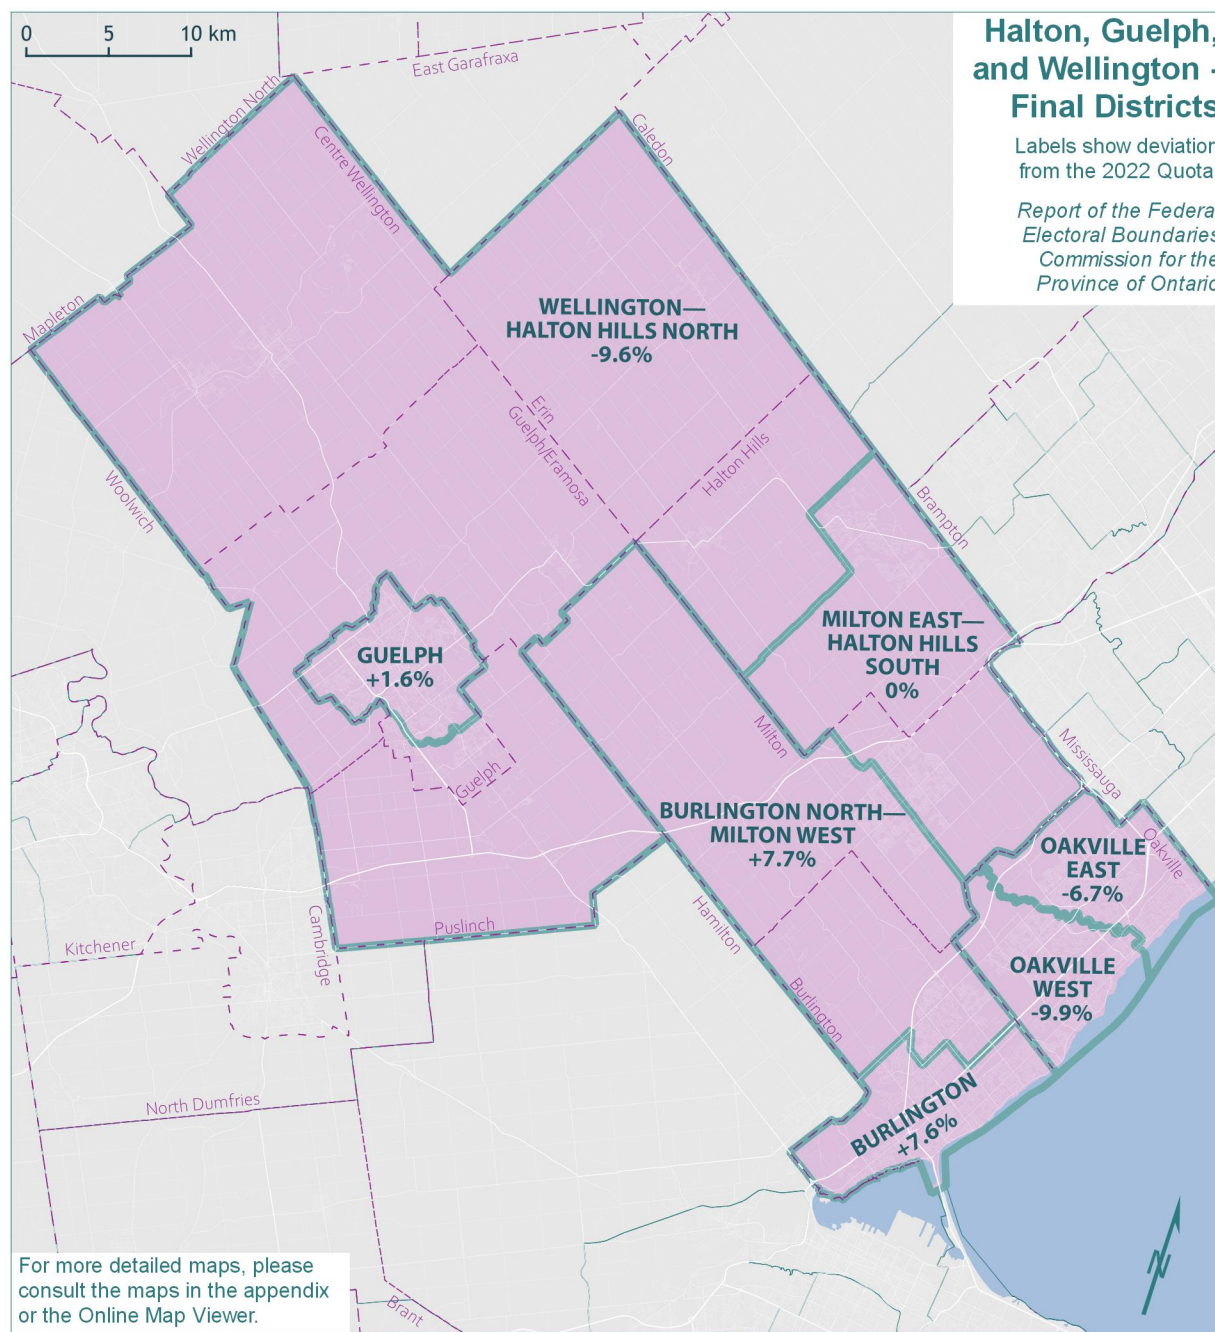 0 5 10 km
Halton, Guelph,
and Wellington -
Final Districts
Labels show deviation
from the 2022 Quota
Report of the Federal
Electoral Boundaries
Commission for the
Province of Ontario
East Garafraxa
Wellington North
Centre Wellington
Caledon
Mapleton
WELLINGTON—
HALTON HILLS NORTH
-9.6%
Erin
Guelph/Eramosa
Halton Hills
Woolwich
Brampton
GUELPH
+1.6%
MILTON EAST—
HALTON HILLS
SOUTH
0%
Milton
Mississauga
Guelph
BURLINGTON NORTH—
MILTON WEST
+7.7%
OAKVILLE
EAST
-6.7%
Oakville
Puslinch
Hamilton
Cambridge
Kitchener
OAKVILLE
WEST
-9.9%
Burlington
North Dumfries
BURLINGTON
+7.6%
N
For more detailed maps, please
consult the maps in the appendix
or the Online Map Viewer.
Brant